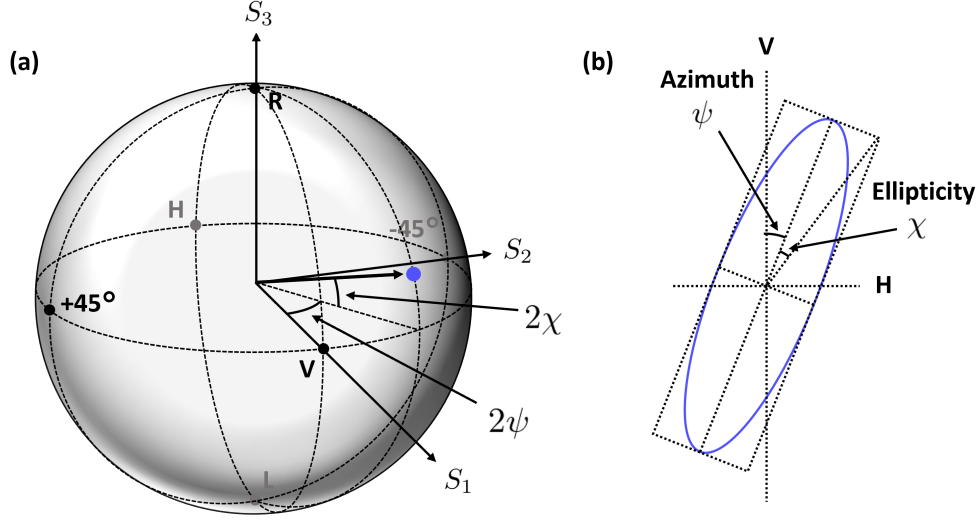 (a)
S₃
R
H
-45°
S₂
+45°
2χ
V
2ψ
L
S₁
(b)
V
Azimuth
ψ
Ellipticity
χ
H